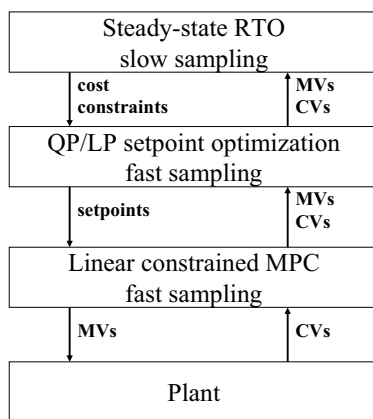 Steady-state RTO
slow sampling
cost
constraints
MVs
CVs
QP/LP setpoint optimization
fast sampling
setpoints
MVs
CVs
Linear constrained MPC
fast sampling
MVs
CVs
Plant